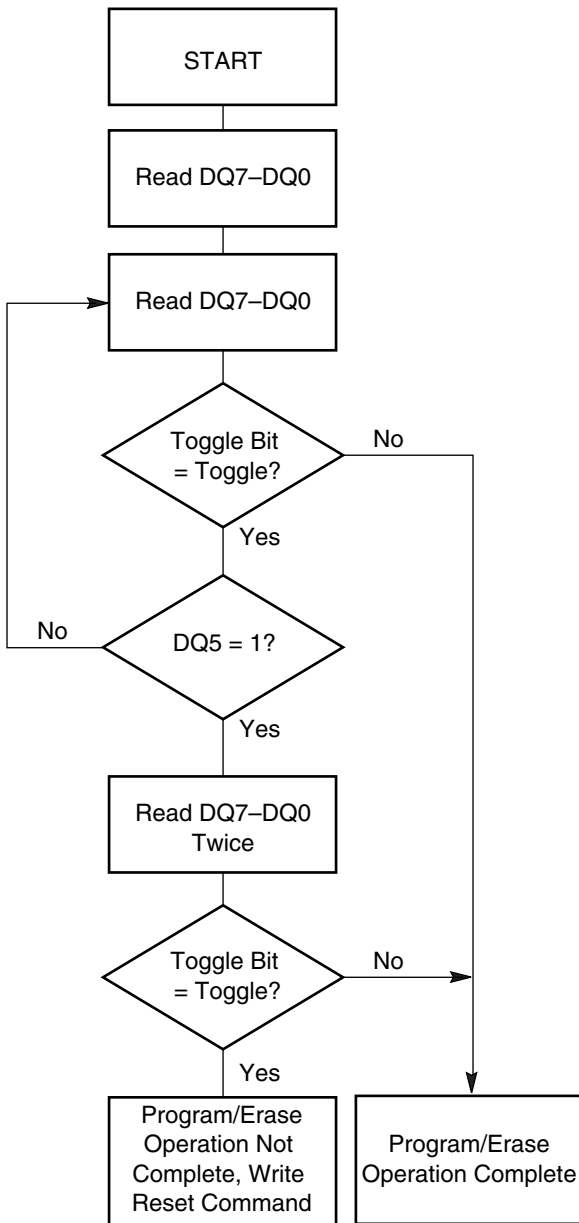 START
Read DQ7–DQ0
Read DQ7–DQ0
Toggle Bit
= Toggle?
No
Yes
No
DQ5 = 1?
Yes
Read DQ7–DQ0
Twice
Toggle Bit
= Toggle?
No
Yes
Program/Erase
Operation Not
Complete, Write
Reset Command
Program/Erase
Operation Complete